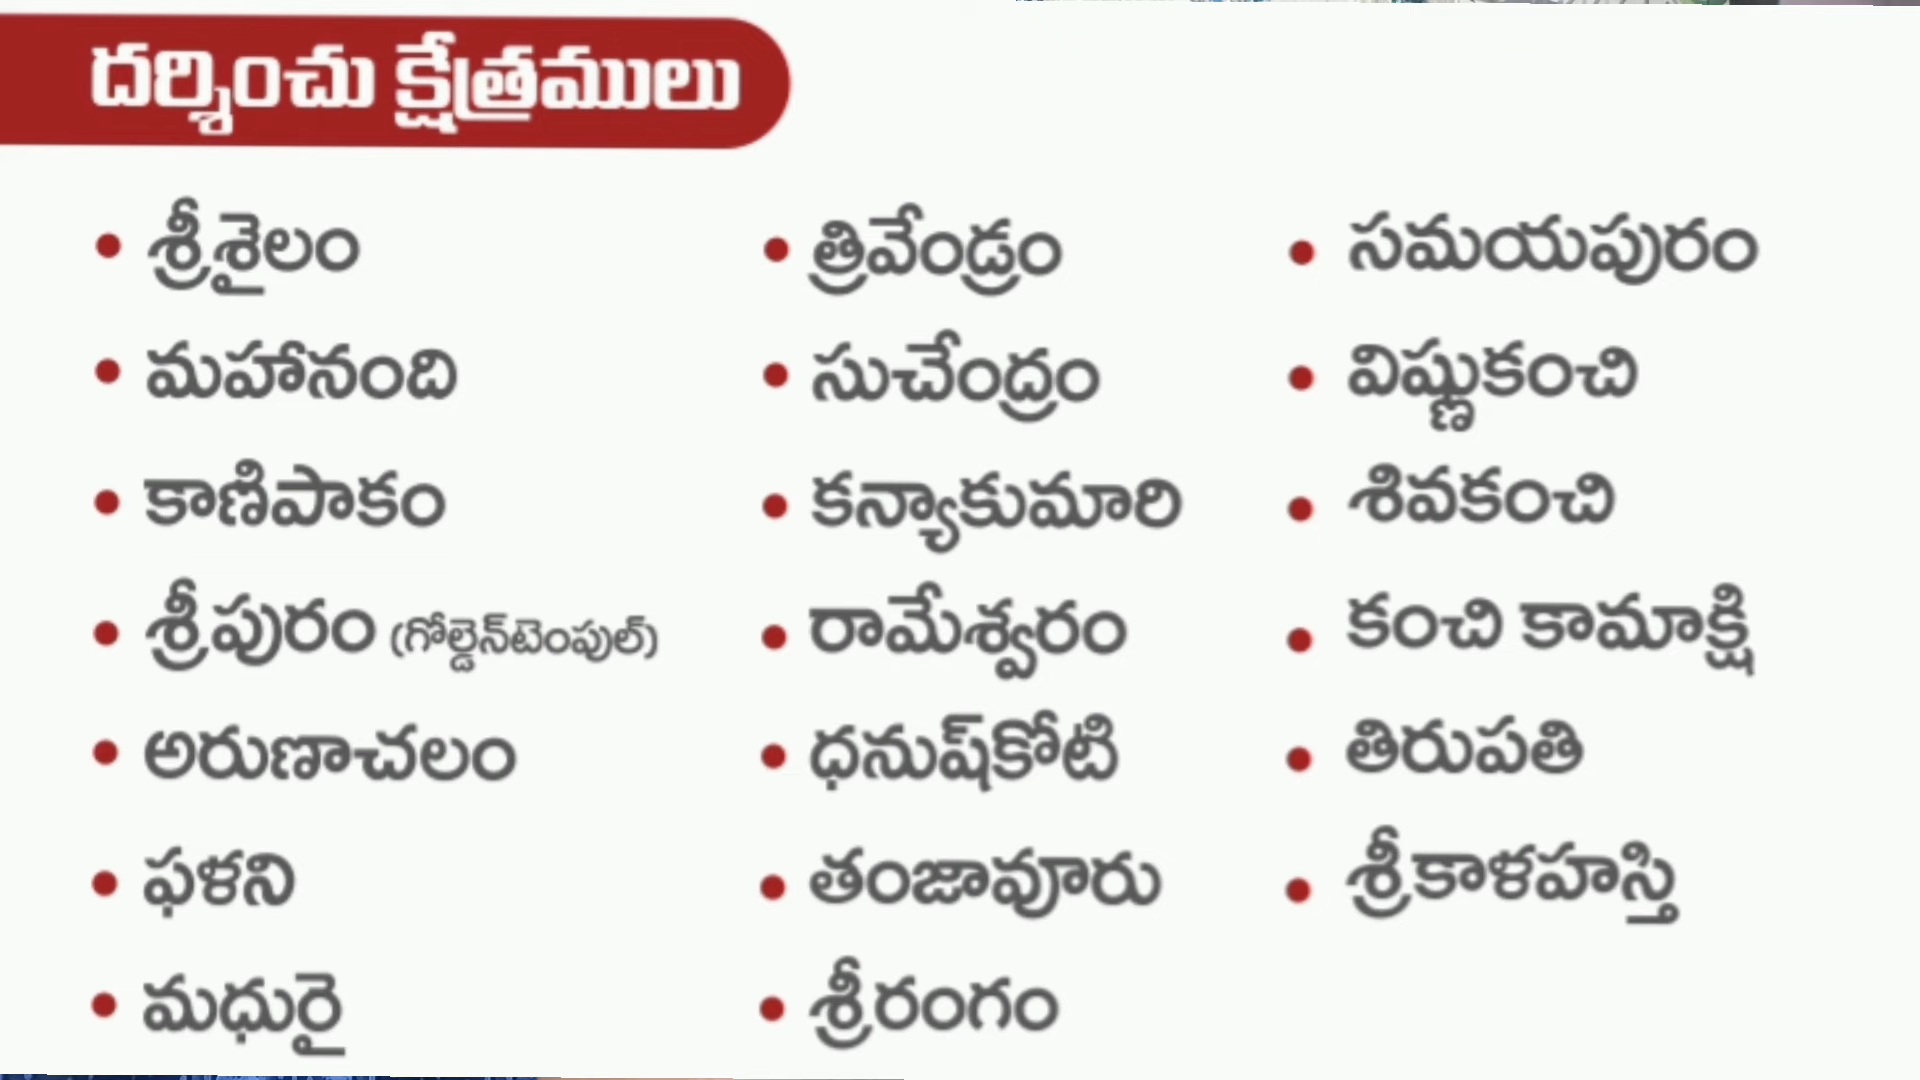 దర్శించు క్షేత్రములు
• శ్రీశైలం
• మహానంది
• కాణిపాకం
• శ్రీపురం (గోల్డెన్‌టెంపుల్)
• అరుణాచలం
• ఫళని
• మధురై
• త్రివేండ్రం
• సుచేంద్రం
• కన్యాకుమారి
• రామేశ్వరం
• ధనుష్‌కోటి
• తంజావూరు
• శ్రీరంగం
• సమయపురం
• విష్ణుకంచి
• శివకంచి
• కంచి కామాక్షి
• తిరుపతి
• శ్రీకాళహస్తి